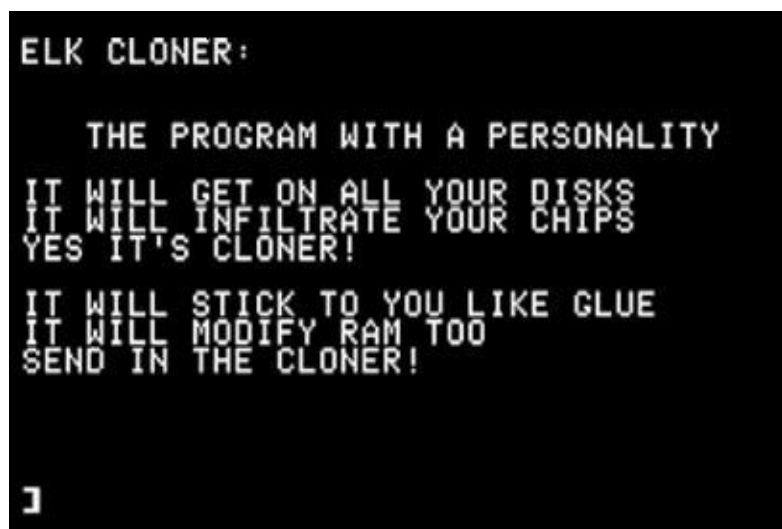 ELK CLONER:
THE PROGRAM WITH A PERSONALITY
IT WILL GET ON ALL YOUR DISKS
IT WILL INFILTRATE YOUR CHIPS
YES IT'S CLONER!
IT WILL STICK TO YOU LIKE GLUE
IT WILL MODIFY RAM TOO
SEND IN THE CLONER!
]